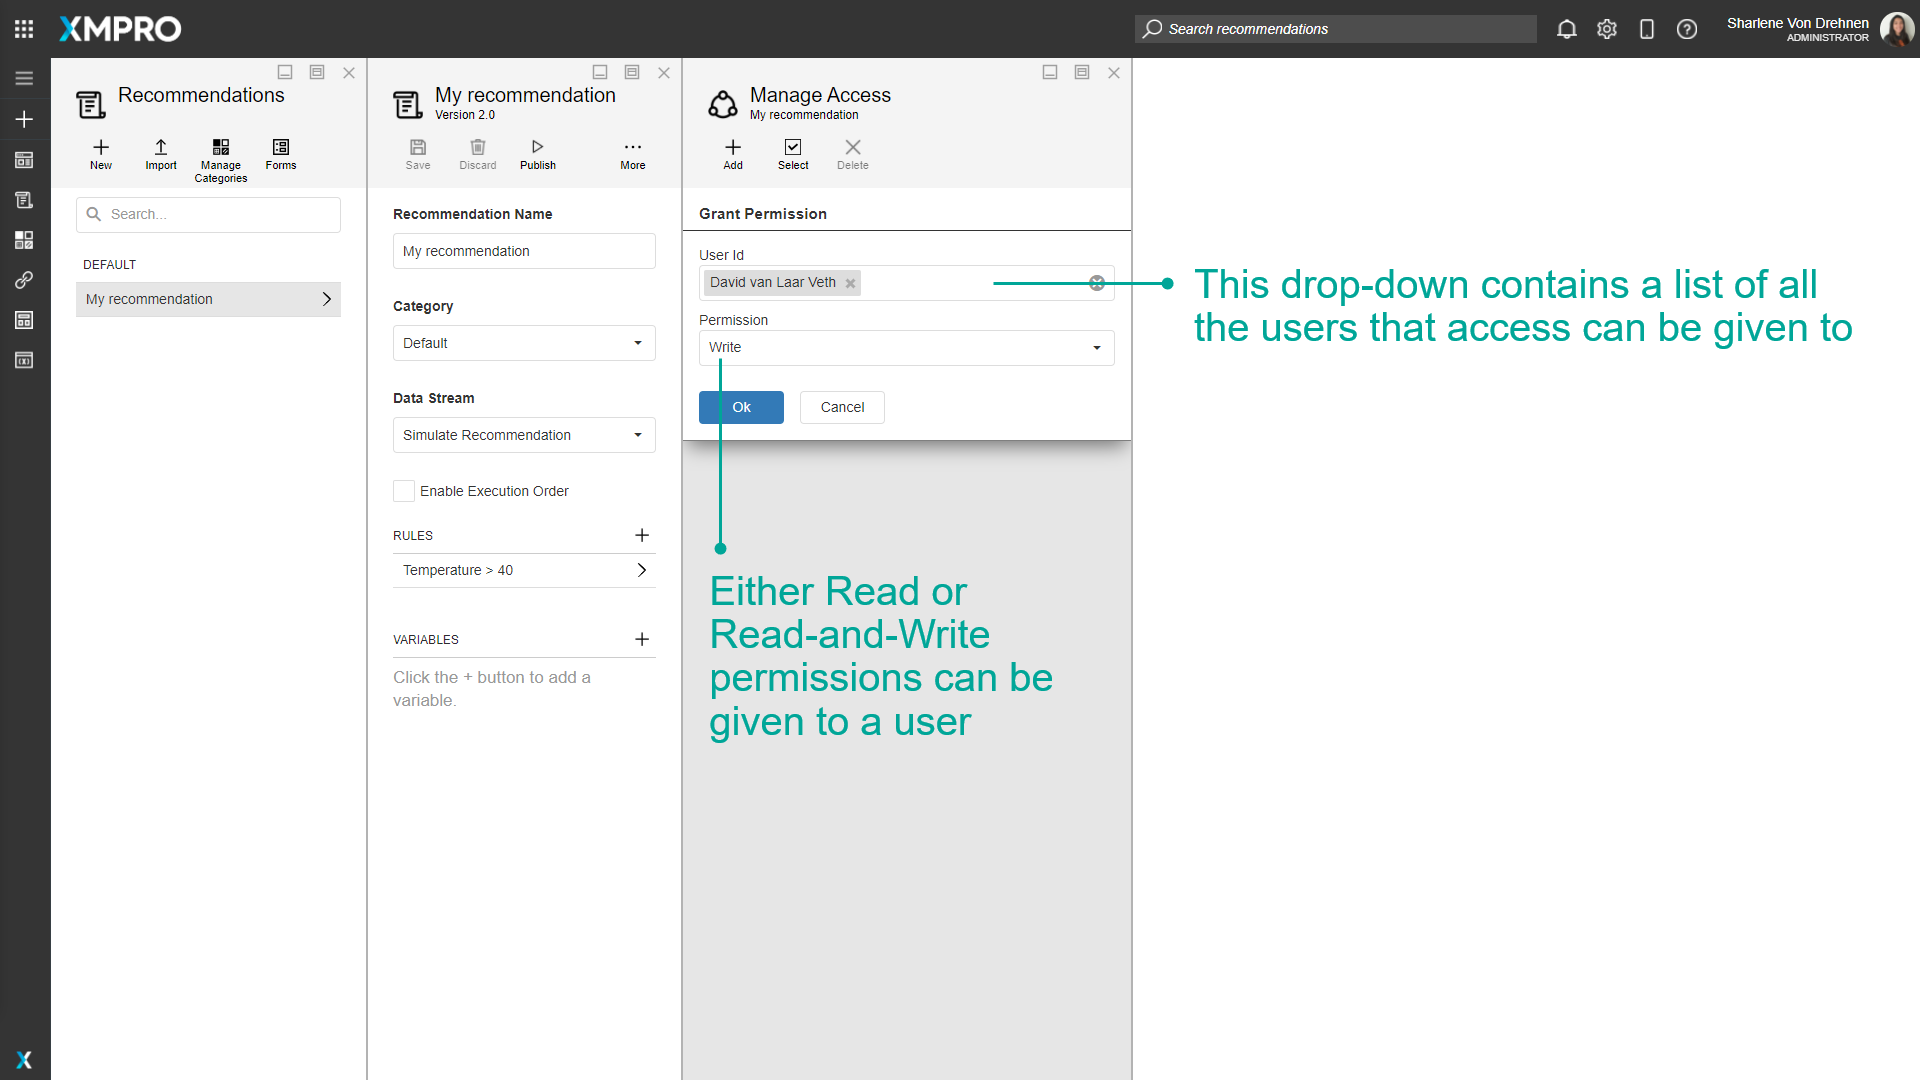 XMPRO
Search recommendations
Sharlene Von Drehnen
ADMINISTRATOR
Recommendations
New
Import
Manage
Categories
Forms
Search...
DEFAULT
My recommendation
My recommendation
Version 2.0
Save
Discard
Publish
More
Recommendation Name
My recommendation
Category
Default
Data Stream
Simulate Recommendation
Enable Execution Order
RULES
Temperature > 40
VARIABLES
Click the + button to add a
variable.
Manage Access
My recommendation
Add
Select
Delete
Grant Permission
User Id
David van Laar Veth
Permission
Write
Ok
Cancel
This drop-down contains a list of all
the users that access can be given to
Either Read or
Read-and-Write
permissions can be
given to a user